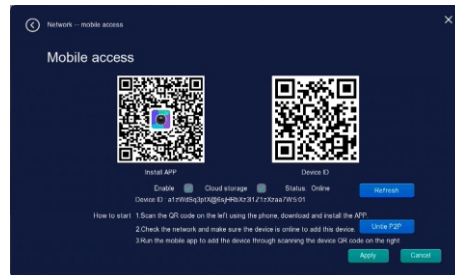 Network -- mobile access
Mobile access
Install APP
Device ID
Enable Cloud storage Status: Online
Refresh
Device ID :
How to start 1.Scan the QR code on the left using the phone, download and install the APP.
2.Check the network and make sure the device is online to add this device.
Untie P2P
3.Run the mobile app to add the device through scanning the device QR code on the right
Apply Cancel